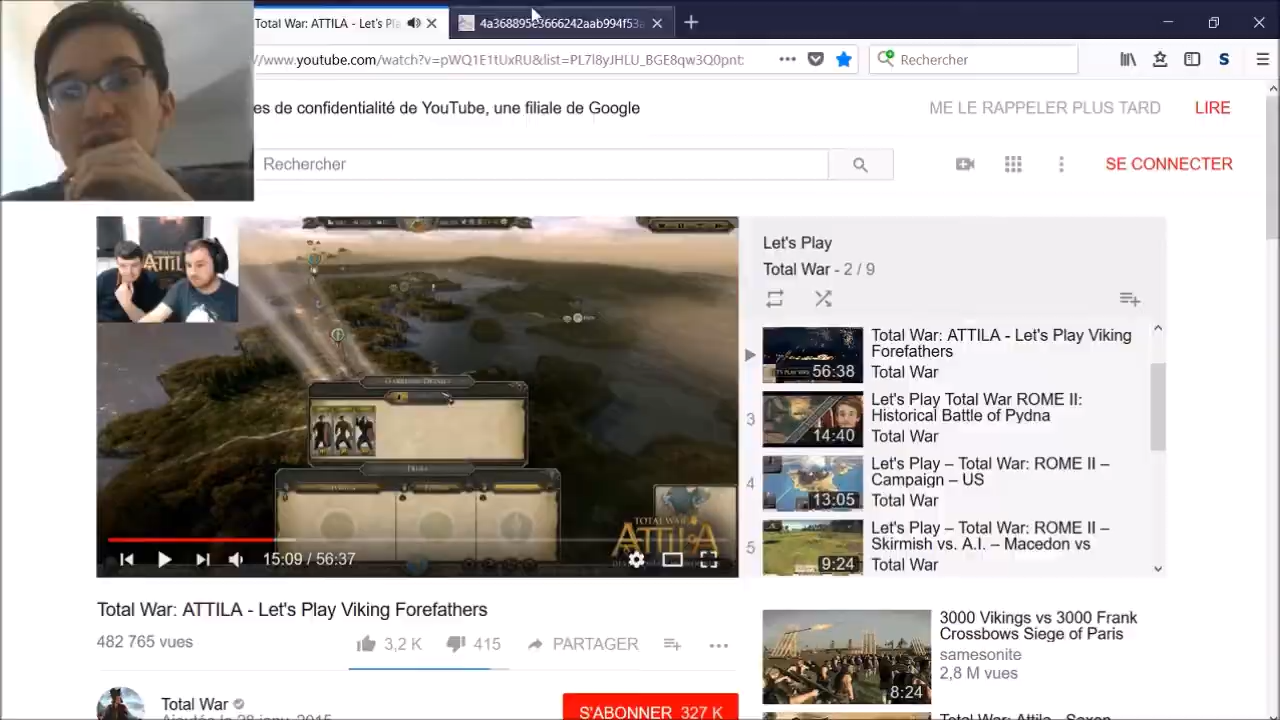 Total War: ATTILA - Let's Pl
4a368895e3666242aab994f53a
www.youtube.com/watch?v=pWQ1E1tUxRU&list=PL7l8yJHLU_BGE8qw3Q0pnt:
Rechercher
es de confidentialité de YouTube, une filiale de Google
ME LE RAPPELER PLUS TARD
LIRE
Rechercher
SE CONNECTER
Let's Play
Total War - 2 / 9
Total War: ATTILA - Let's Play Viking
Forefathers
Total War
56:38
3
Let's Play Total War ROME II:
Historical Battle of Pydna
Total War
14:40
4
Let's Play – Total War: ROME II –
Campaign – US
Total War
13:05
5
Let's Play – Total War: ROME II –
Skirmish vs. A.I. – Macedon vs
Total War
9:24
TOTAL WAR
ATTILA
15:09 / 56:37
Total War: ATTILA - Let's Play Viking Forefathers
482 765 vues
3,2 K
415
PARTAGER
3000 Vikings vs 3000 Frank
Crossbows Siege of Paris
samesonite
2,8 M vues
8:24
Total War
S'ABONNER 327 K
Total War: Attila - Saxon